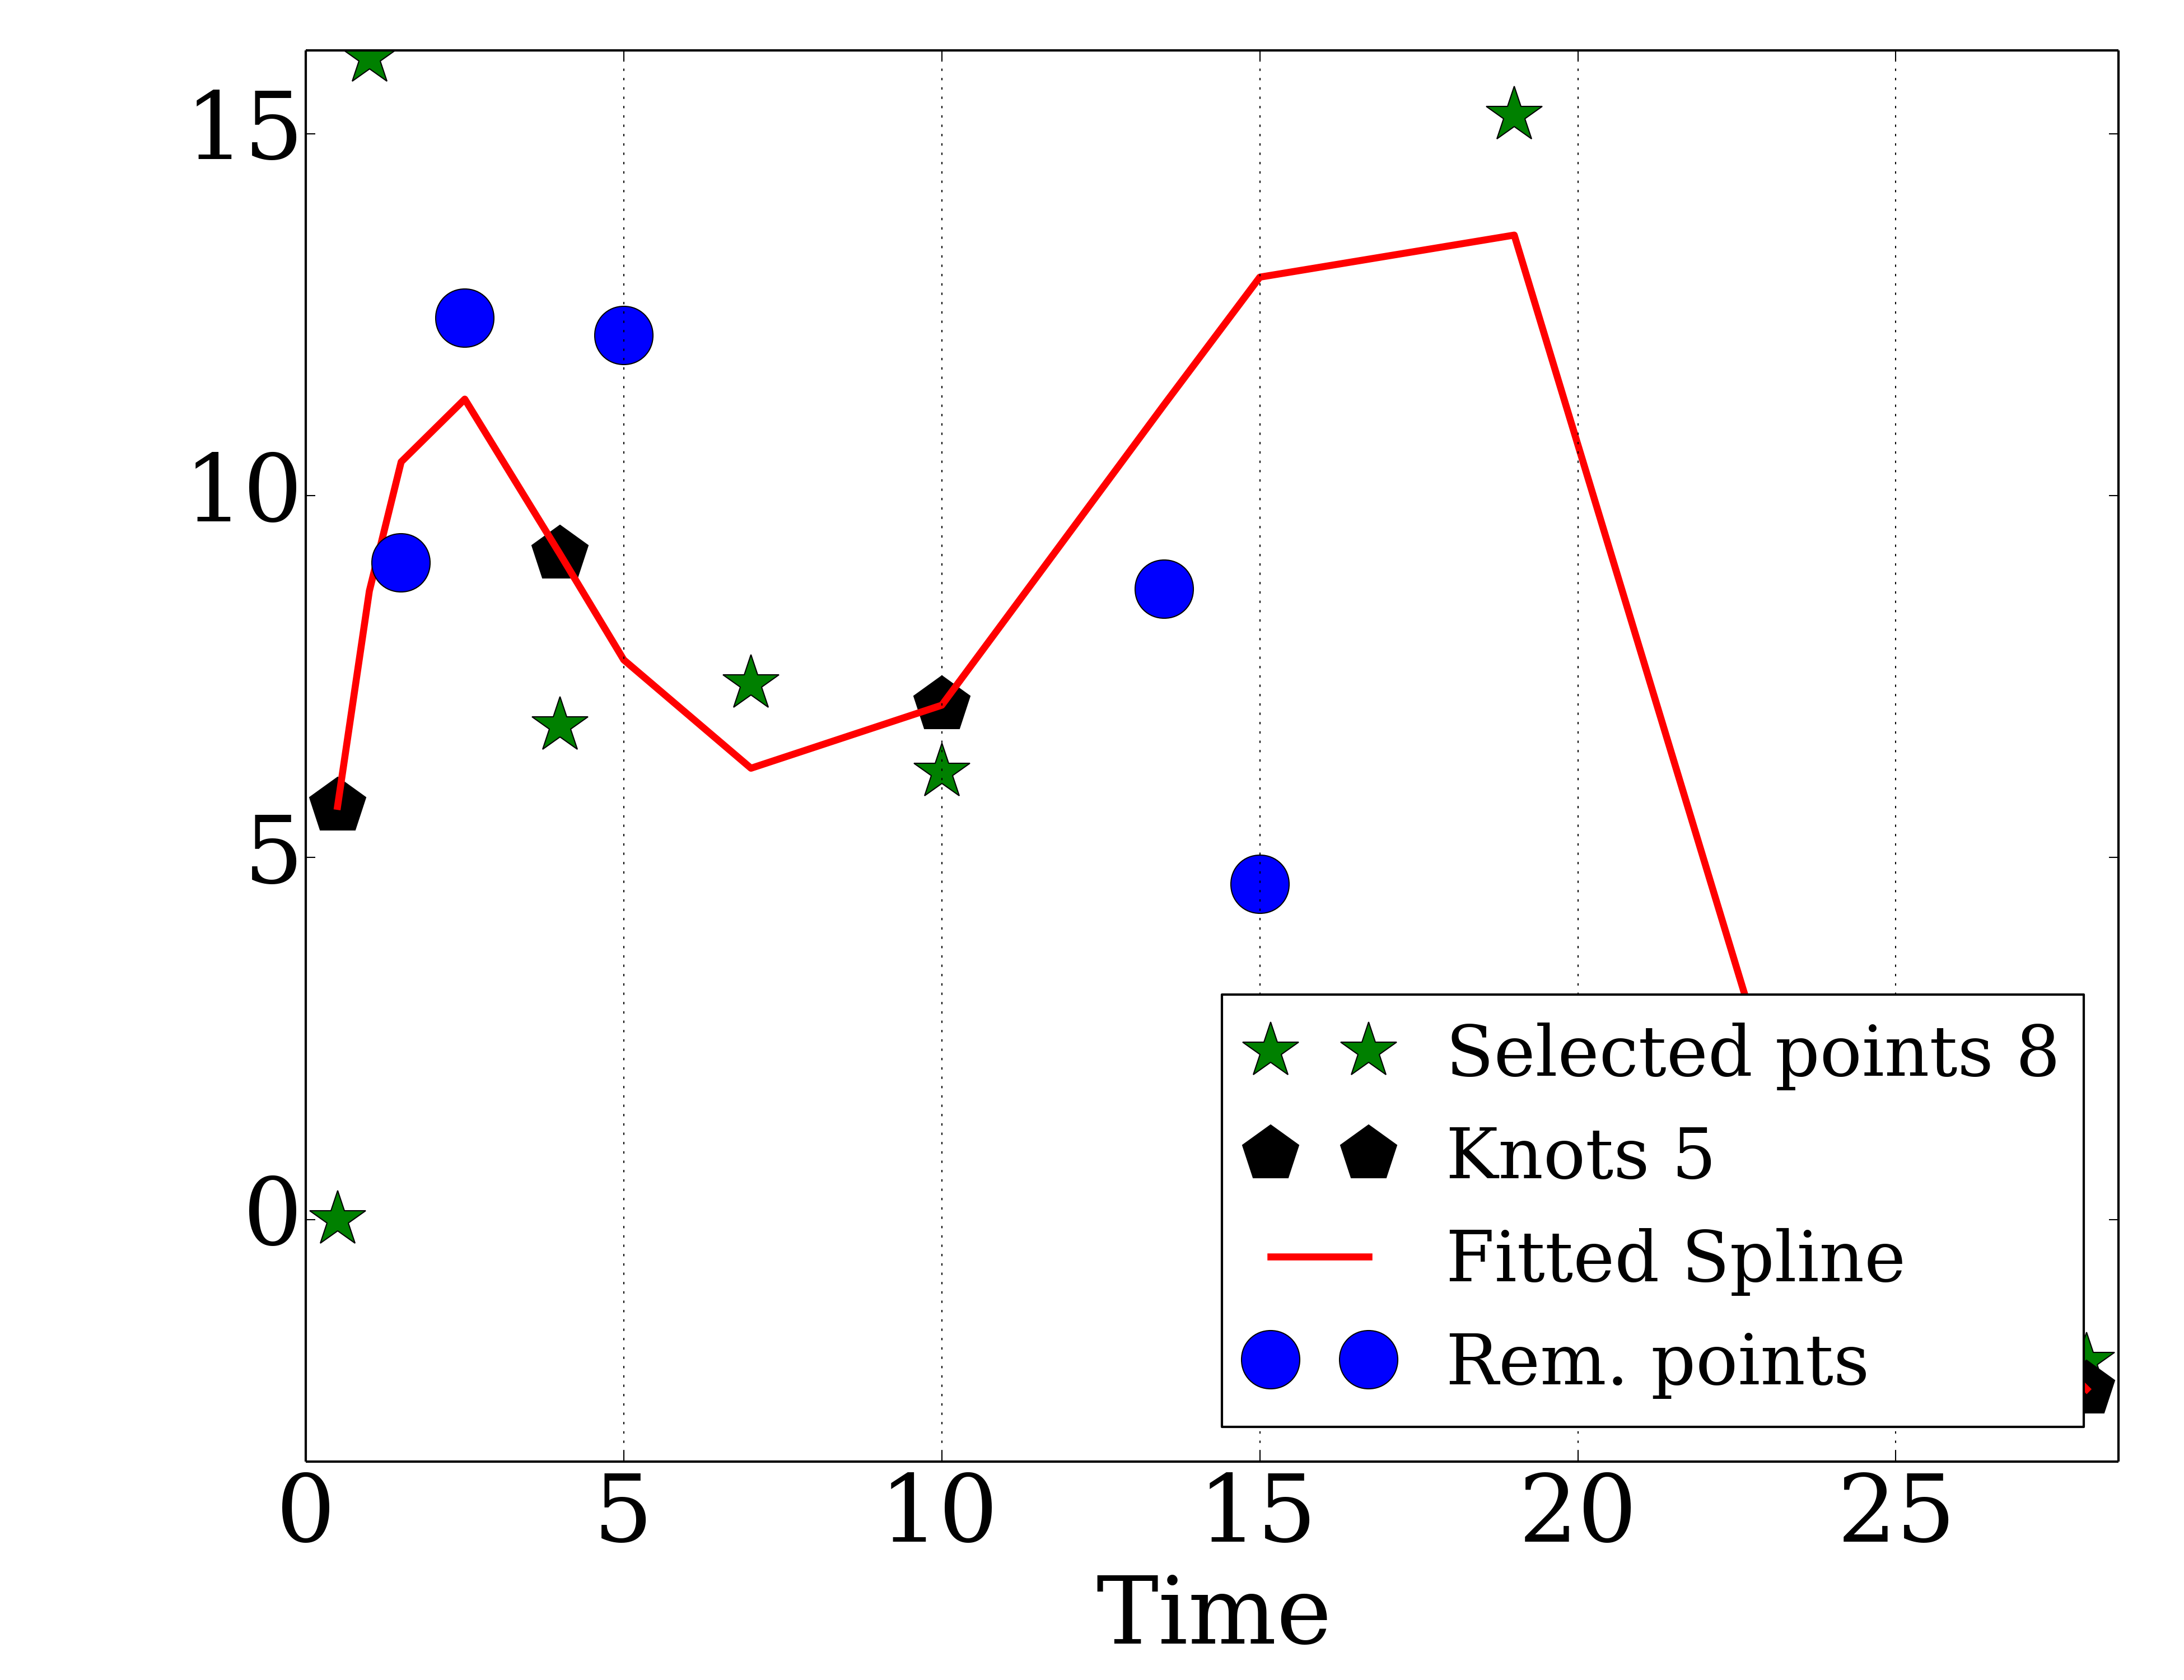 15
10
5
0
Selected points 8
Knots 5
Fitted Spline
Rem. points
0 5 10 15 20 25
Time